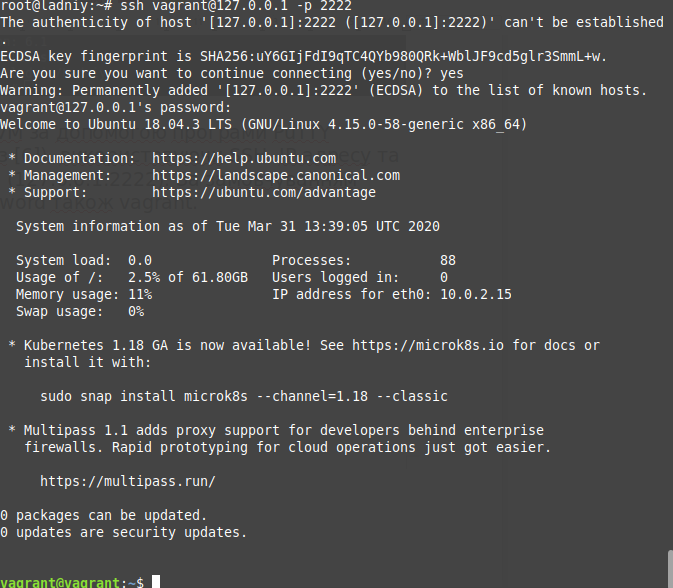 root@ladniy:~# ssh vagrant@127.0.0.1 -p 2222
The authenticity of host '[127.0.0.1]:2222 ([127.0.0.1]:2222)' can't be established
.
ECDSA key fingerprint is SHA256:uY6GIjFdI9qTC4QYb980QRk+WblJF9cd5glr3SmmL+w.
Are you sure you want to continue connecting (yes/no)? yes
Warning: Permanently added '[127.0.0.1]:2222' (ECDSA) to the list of known hosts.
vagrant@127.0.0.1's password:
Welcome to Ubuntu 18.04.3 LTS (GNU/Linux 4.15.0-58-generic x86_64)
 * Documentation:  https://help.ubuntu.com
 * Management:     https://landscape.canonical.com
 * Support:        https://ubuntu.com/advantage
  System information as of Tue Mar 31 13:39:05 UTC 2020
  System load:  0.0               Processes:           88
  Usage of /:   2.5% of 61.80GB   Users logged in:     0
  Memory usage: 11%               IP address for eth0: 10.0.2.15
  Swap usage:   0%
 * Kubernetes 1.18 GA is now available! See https://microk8s.io for docs or
   install it with:
     sudo snap install microk8s --channel=1.18 --classic
 * Multipass 1.1 adds proxy support for developers behind enterprise
   firewalls. Rapid prototyping for cloud operations just got easier.
     https://multipass.run/
0 packages can be updated.
0 updates are security updates.
vagrant@vagrant:~$